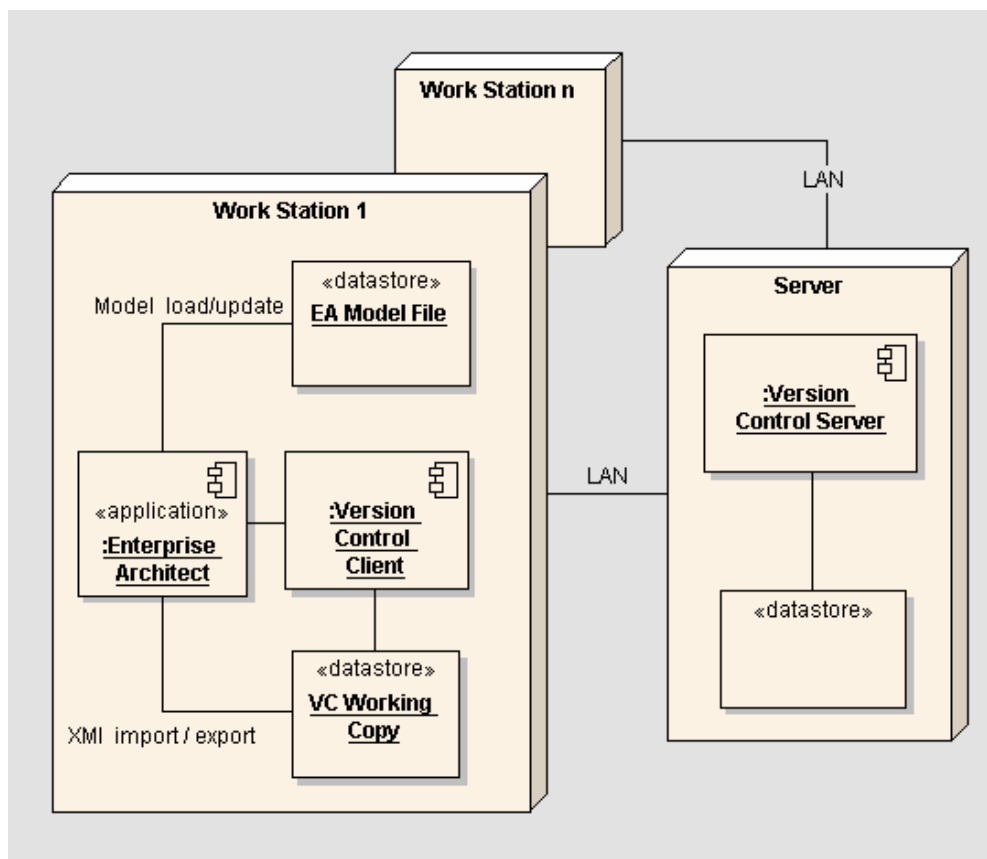 Work Station n
LAN
Work Station 1
«datastore»
EA Model File
Model load/update
Server
:Version
Control Server
LAN
«application»
:Enterprise
Architect
:Version
Control
Client
«datastore»
VC Working
Copy
XMI import / export
«datastore»